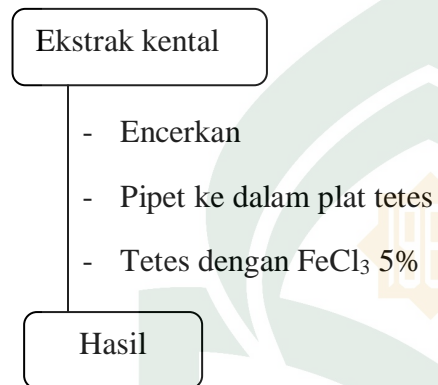 Ekstrak kental
- Encerkan
- Pipet ke dalam plat tetes
- Tetes dengan FeCl₃ 5%
Hasil